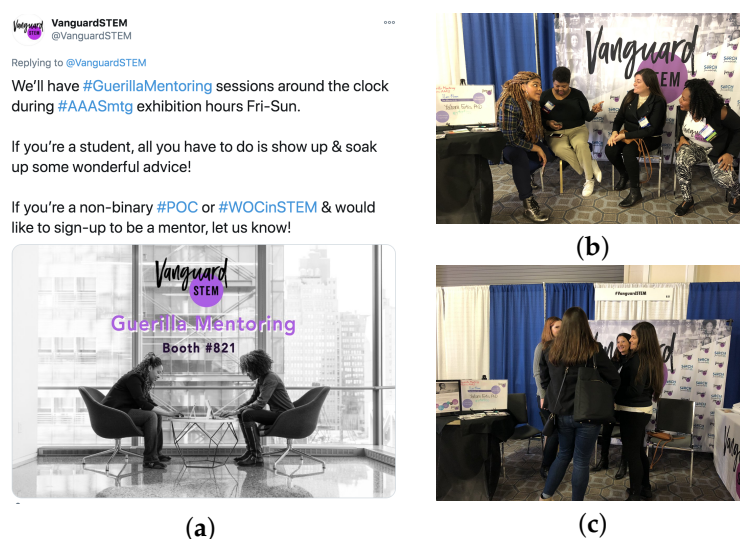 VanguardSTEM
@VanguardSTEM
Replying to @VanguardSTEM
We'll have #GuerillaMentoring sessions around the clock
during #AAASmtg exhibition hours Fri-Sun.
If you're a student, all you have to do is show up & soak
up some wonderful advice!
If you're a non-binary #POC or #WOCinSTEM & would
like to sign-up to be a mentor, let us know!
Vanguard
STEM
Guerilla Mentoring
Booth #821
(a)
Vanguard
STEM
(b)
#VanguardSTEM
Vanguard
(c)